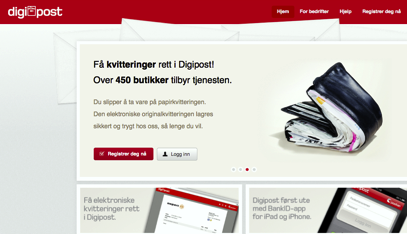 digipost
Hjem
For bedrifter
Hjelp
Registrer deg nå
Få kvitteringer rett i Digipost!
Over 450 butikker tilbyr tjenesten.
Du slipper å ta vare på papirkvitteringen.
Den elektroniske originalkvitteringen lagres
sikkert og trygt hos oss, så lenge du vil.
Registrer deg nå
Logg inn
Få elektroniske
kvitteringer rett
i Digipost.
Digipost først ute
med BankID-app
for iPad og iPhone.